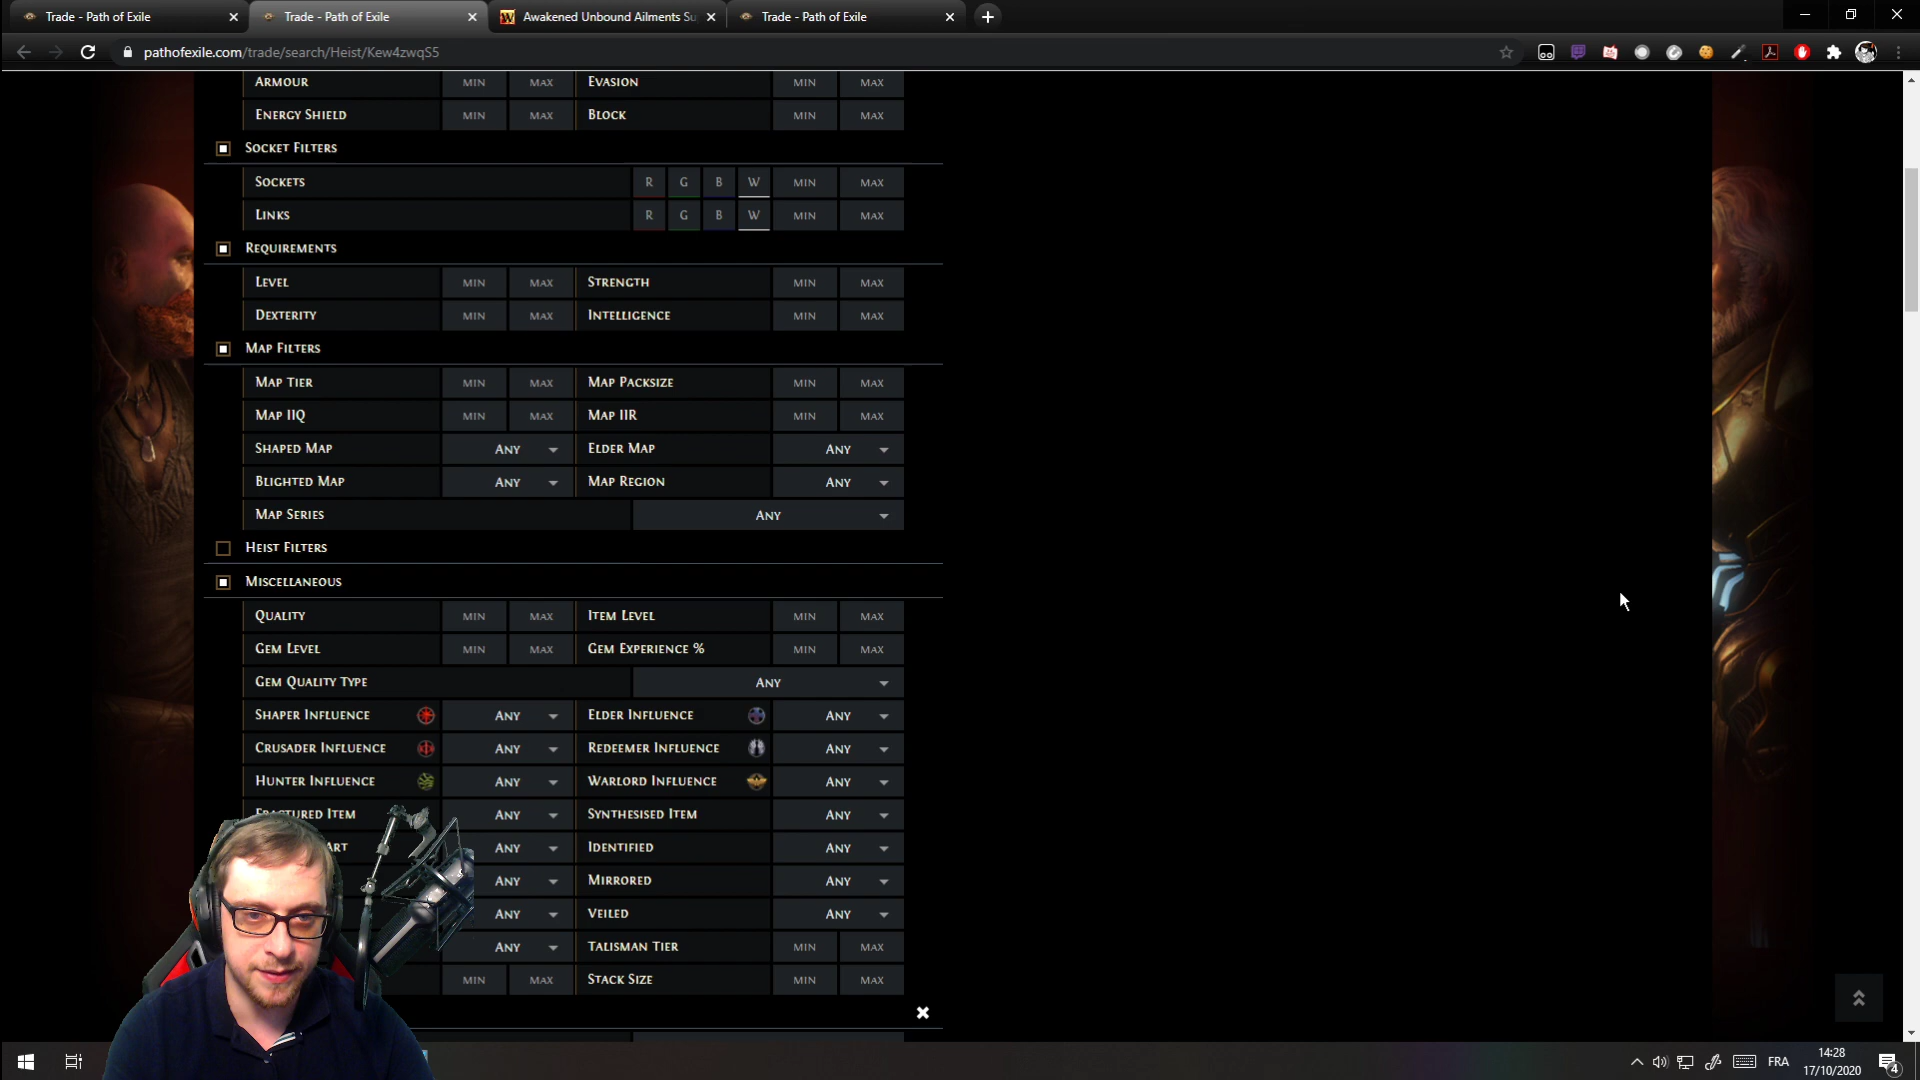 Trade - Path of Exile
Trade - Path of Exile
Awakened Unbound Ailments Su
Trade - Path of Exile
pathofexile.com/trade/search/Heist/Kew4zwqS5
Armour MIN MAX Evasion MIN MAX
Energy Shield MIN MAX Block MIN MAX
Socket Filters
Sockets R G B W MIN MAX
Links R G B W MIN MAX
Requirements
Level MIN MAX Strength MIN MAX
Dexterity MIN MAX Intelligence MIN MAX
Map Filters
Map Tier MIN MAX Map Packsize MIN MAX
Map IIQ MIN MAX Map IIR MIN MAX
Shaped Map Any Elder Map Any
Blighted Map Any Map Region Any
Map Series Any
Heist Filters
Miscellaneous
Quality MIN MAX Item Level MIN MAX
Gem Level MIN MAX Gem Experience % MIN MAX
Gem Quality Type Any
Shaper Influence Any Elder Influence Any
Crusader Influence Any Redeemer Influence Any
Hunter Influence Any Warlord Influence Any
Fractured Item Any Synthesised Item Any
Art Any Identified Any
Any Mirrored Any
Any Veiled Any
Any Talisman Tier MIN MAX
MIN MAX Stack Size MIN MAX
FRA
14:28
17/10/2020
4